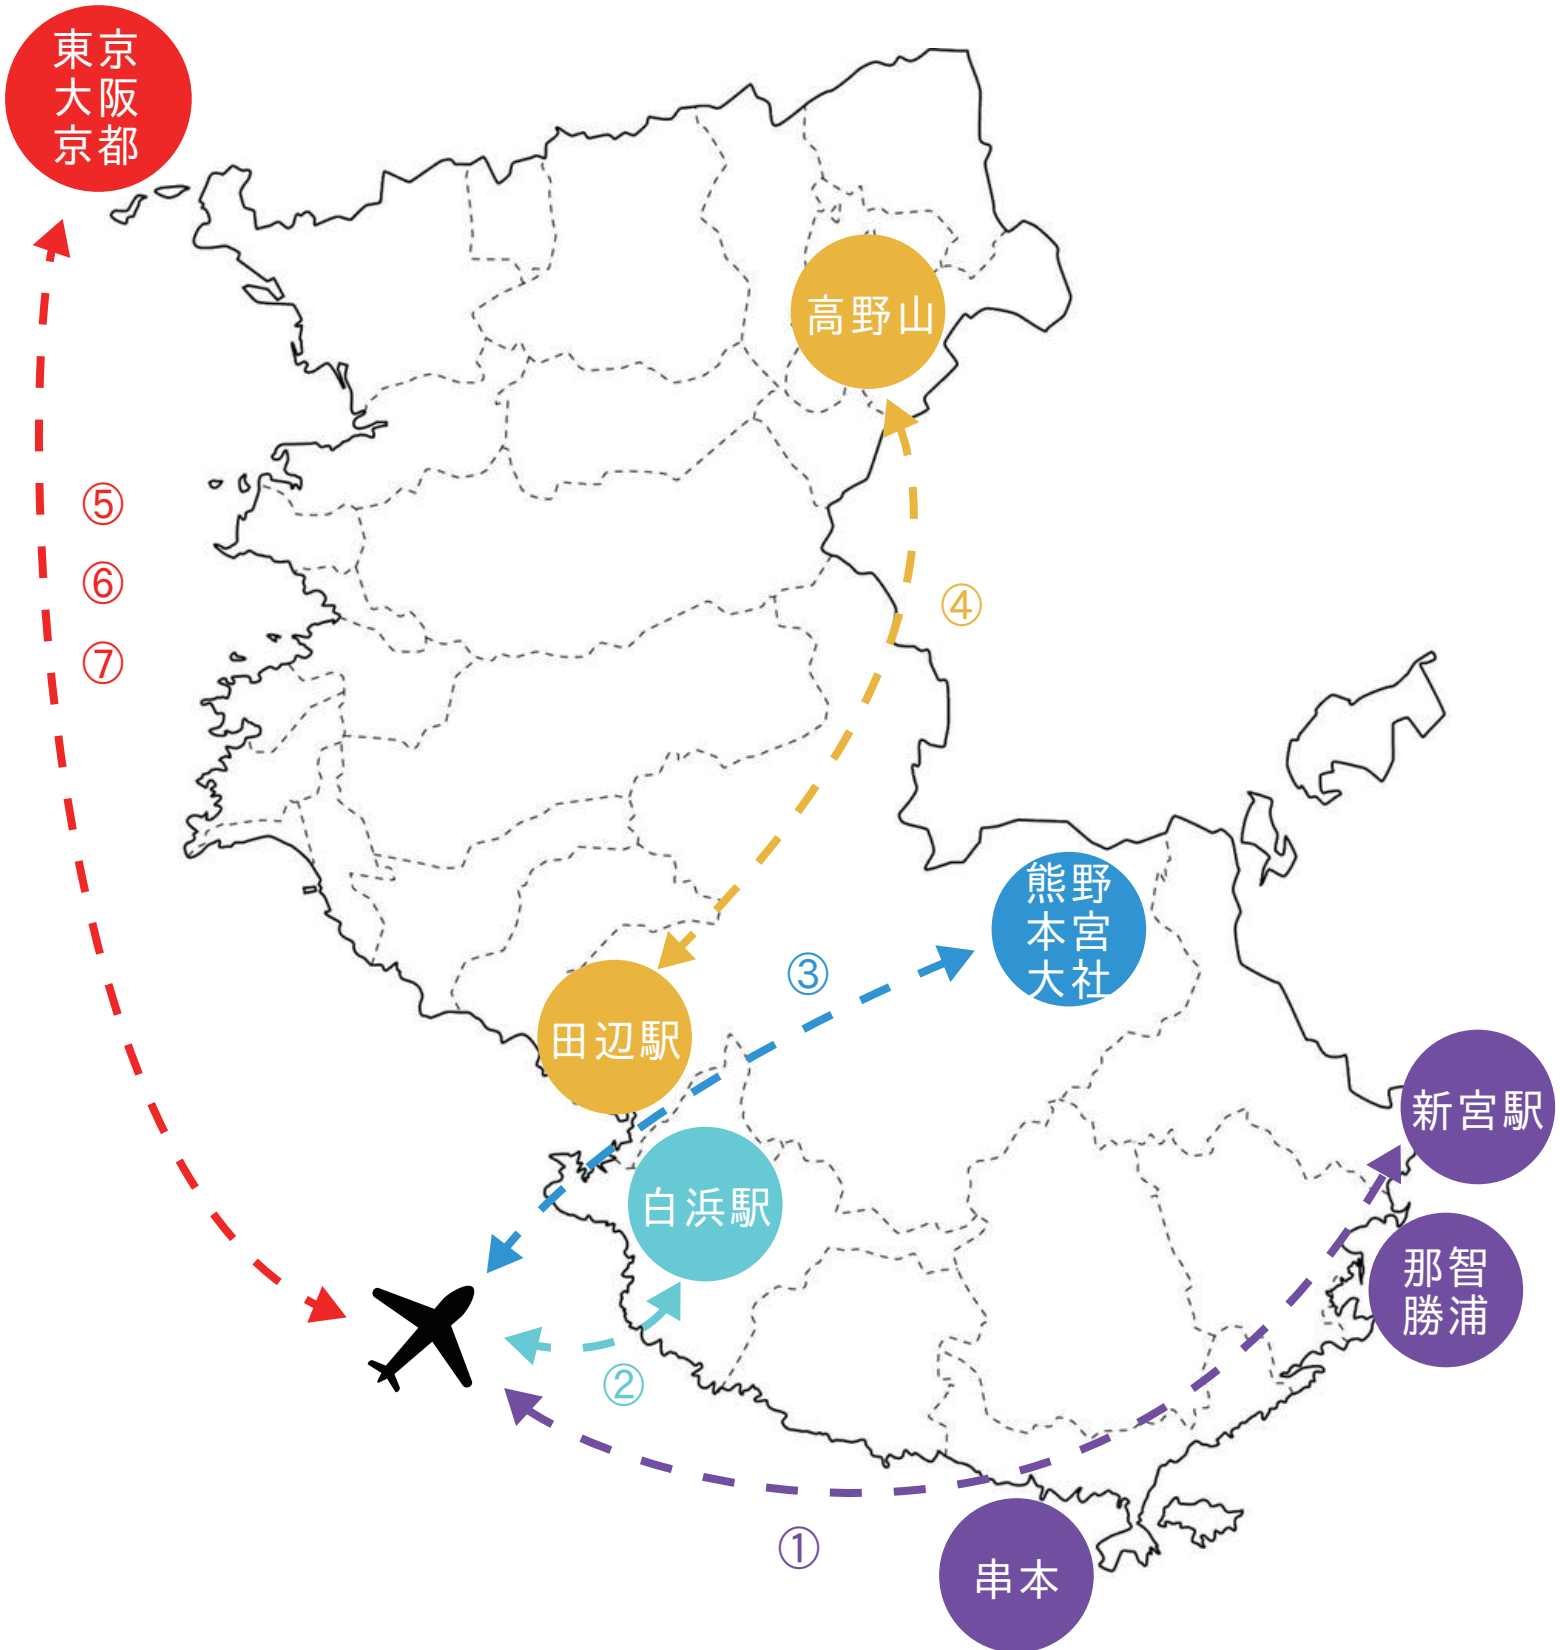 東京
大阪
京都
高野山
⑤
⑥
⑦
④
熊野
本宮
大社
③
田辺駅
新宮駅
白浜駅
那智
勝浦
②
①
串本